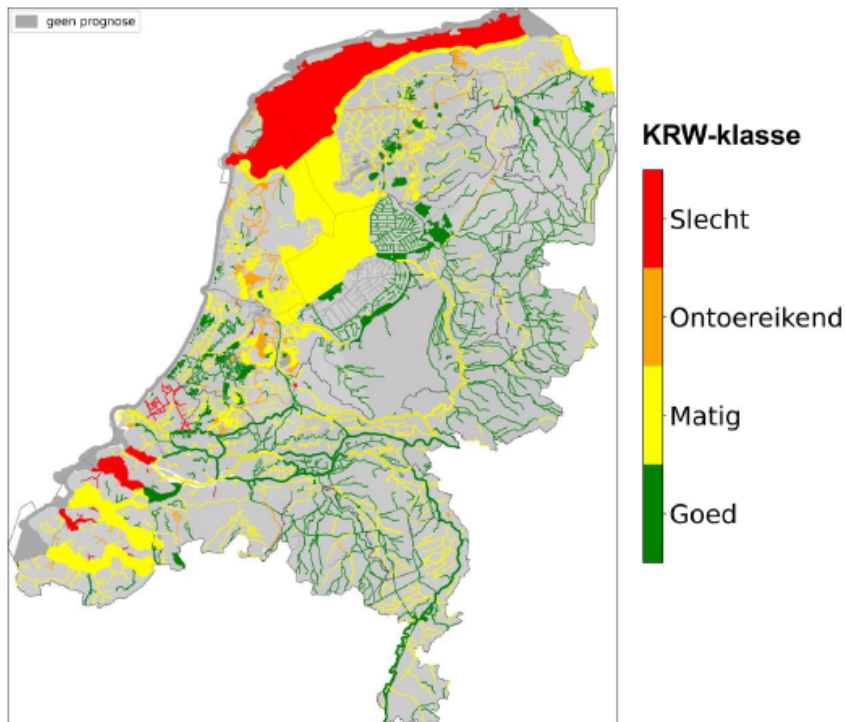 geen prognose
KRW-klasse
Slecht
Ontoereikend
Matig
Goed